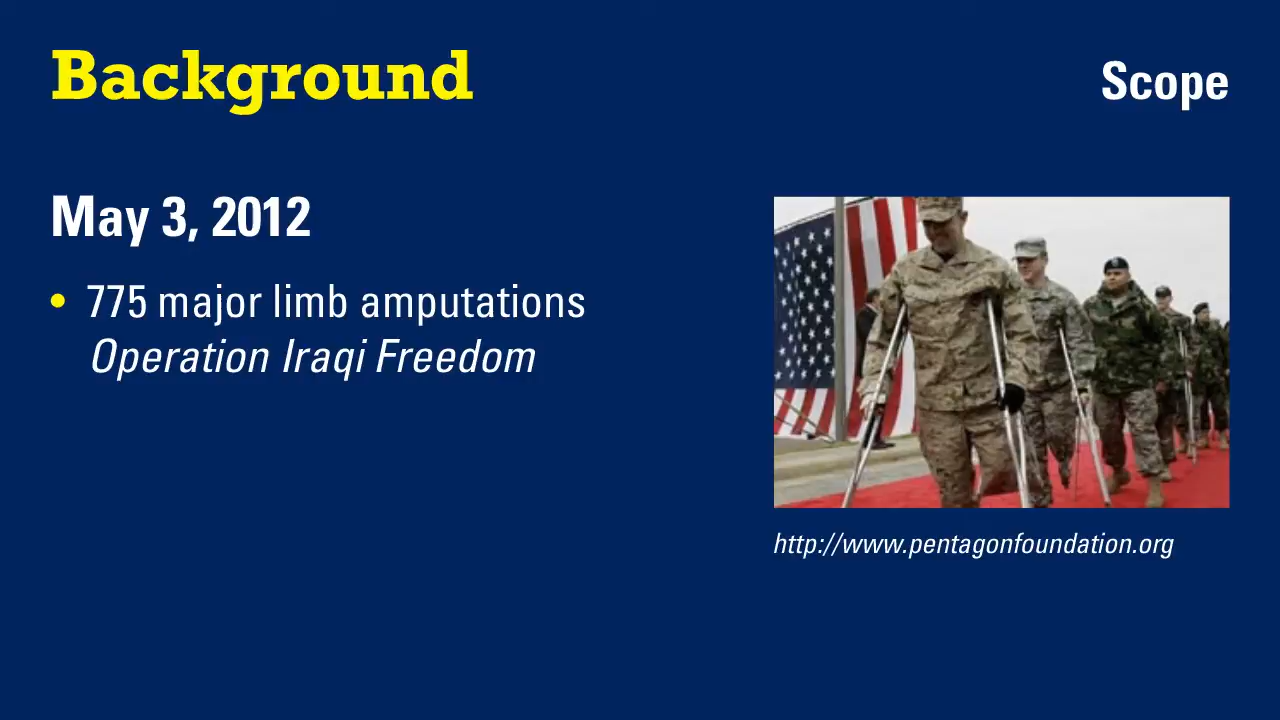 Background
Scope
May 3, 2012
• 775 major limb amputations
Operation Iraqi Freedom
http://www.pentagonfoundation.org